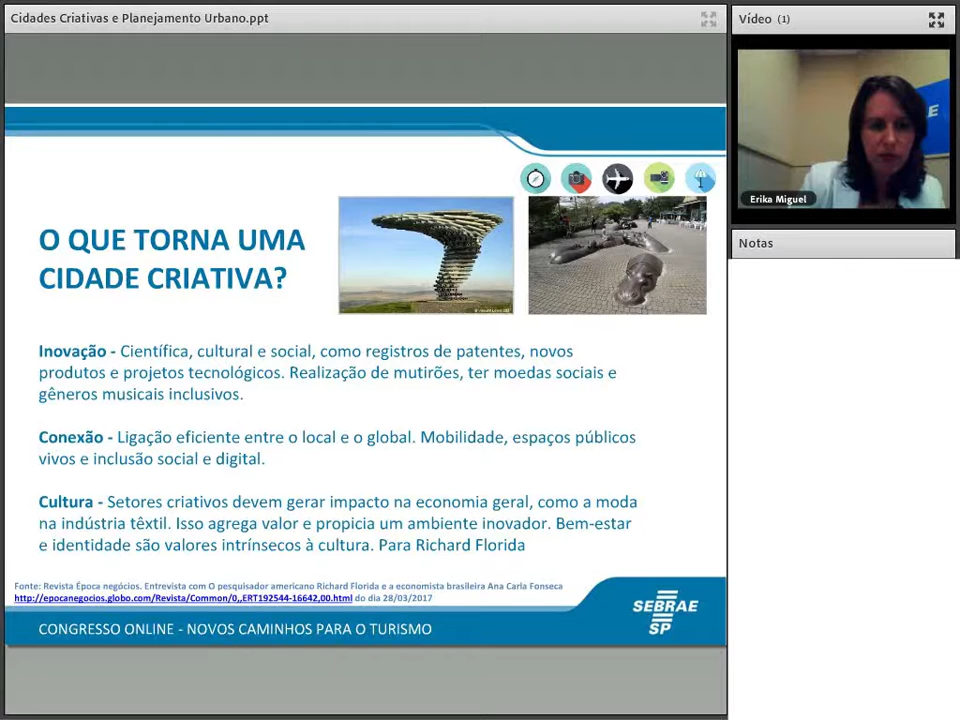 Cidades Criativas e Planejamento Urbano.ppt
Vídeo (1)
E
Erika Miguel
Notas
O QUE TORNA UMA
CIDADE CRIATIVA?
Inovação - Científica, cultural e social, como registros de patentes, novos
produtos e projetos tecnológicos. Realização de mutirões, ter moedas sociais e
gêneros musicais inclusivos.
Conexão - Ligação eficiente entre o local e o global. Mobilidade, espaços públicos
vivos e inclusão social e digital.
Cultura - Setores criativos devem gerar impacto na economia geral, como a moda
na indústria têxtil. Isso agrega valor e propicia um ambiente inovador. Bem-estar
e identidade são valores intrínsecos à cultura. Para Richard Florida
Fonte: Revista Época negócios. Entrevista com O pesquisador americano Richard Florida e a economista brasileira Ana Carla Fonseca
http://epocanegocios.globo.com/Revista/Common/0,,ERT192544-16642,00.html do dia 28/03/2017
SEBRAE
SP
CONGRESSO ONLINE - NOVOS CAMINHOS PARA O TURISMO